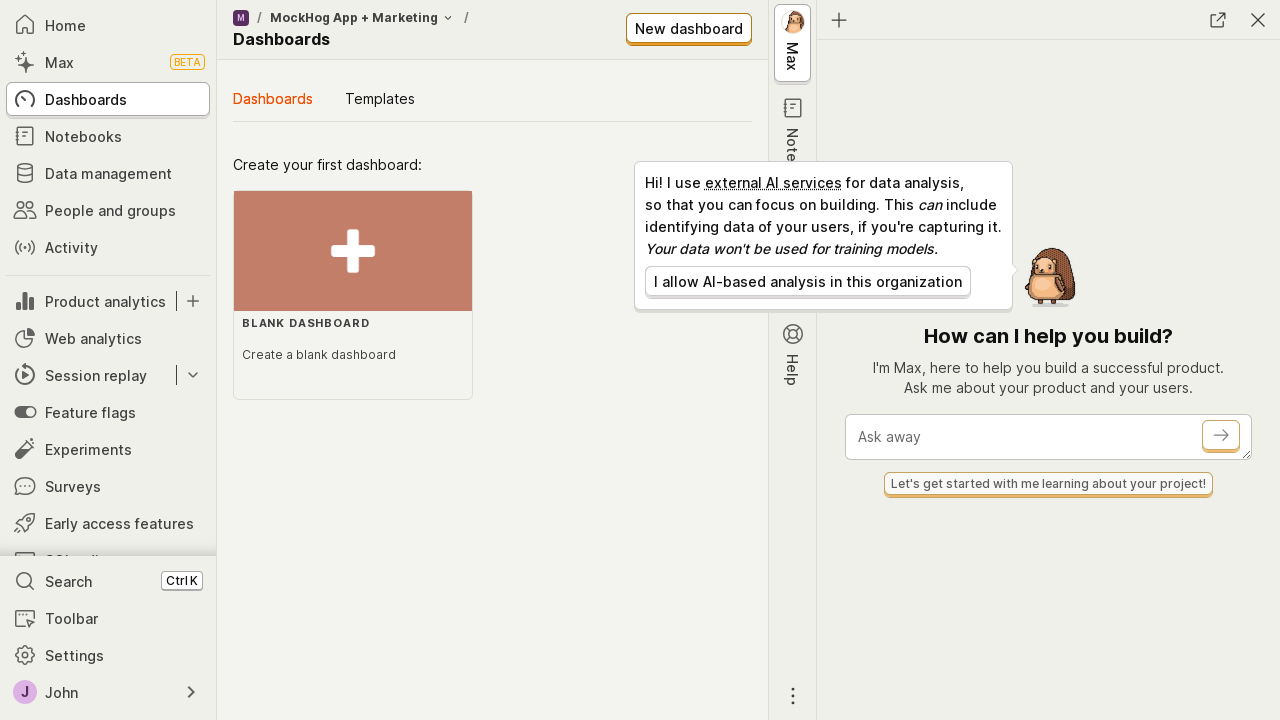 Home
Max
BETA
Dashboards
Notebooks
Data management
People and groups
Activity
Product analytics
Web analytics
Session replay
Feature flags
Experiments
Surveys
Early access features
Search
Ctrl K
Toolbar
Settings
J
John
M / MockHog App + Marketing /
Dashboards
New dashboard
Dashboards
Templates
Create your first dashboard:
BLANK DASHBOARD
Create a blank dashboard
Max
Note
Help
Hi! I use external AI services for data analysis,
so that you can focus on building. This can include
identifying data of your users, if you're capturing it.
Your data won't be used for training models.
I allow AI-based analysis in this organization
How can I help you build?
I'm Max, here to help you build a successful product.
Ask me about your product and your users.
Ask away
Let's get started with me learning about your project!